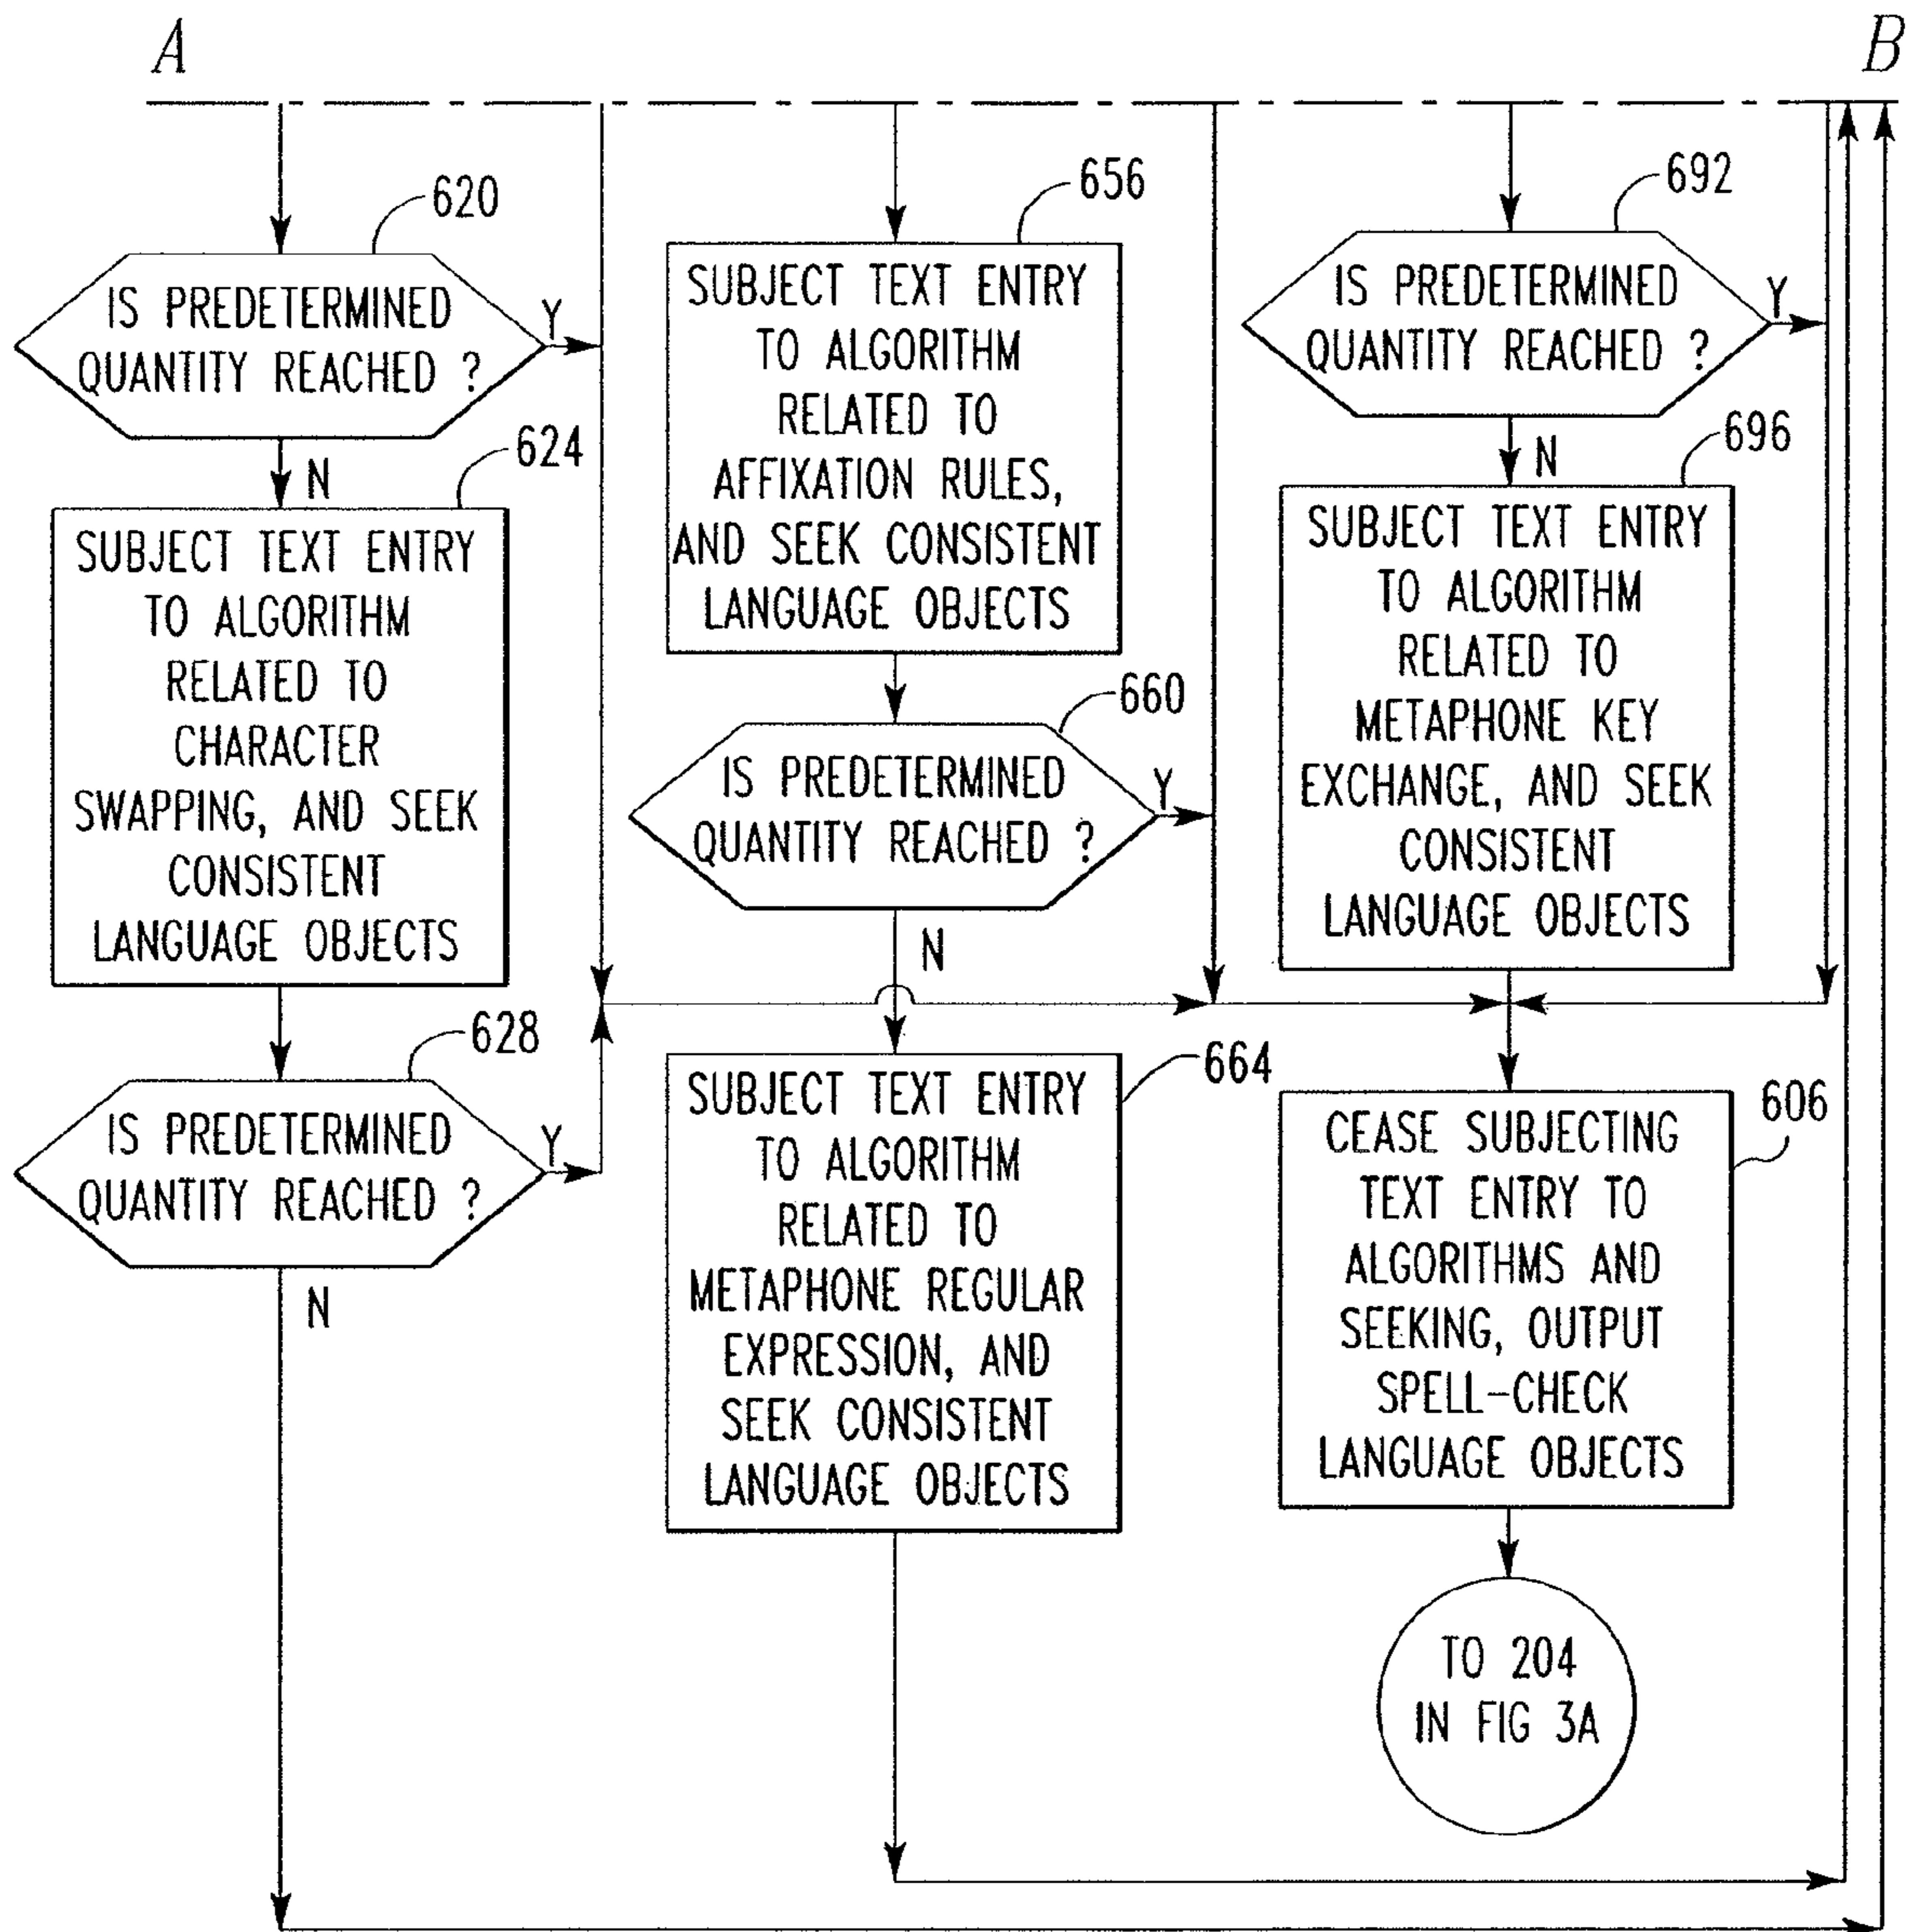 A
B
620
IS PREDETERMINED
QUANTITY REACHED ?
Y
N
624
SUBJECT TEXT ENTRY
TO ALGORITHM
RELATED TO
CHARACTER
SWAPPING, AND SEEK
CONSISTENT
LANGUAGE OBJECTS
628
IS PREDETERMINED
QUANTITY REACHED ?
Y
N
656
SUBJECT TEXT ENTRY
TO ALGORITHM
RELATED TO
AFFIXATION RULES,
AND SEEK CONSISTENT
LANGUAGE OBJECTS
660
IS PREDETERMINED
QUANTITY REACHED ?
Y
N
664
SUBJECT TEXT ENTRY
TO ALGORITHM
RELATED TO
METAPHONE REGULAR
EXPRESSION, AND
SEEK CONSISTENT
LANGUAGE OBJECTS
692
IS PREDETERMINED
QUANTITY REACHED ?
Y
N
696
SUBJECT TEXT ENTRY
TO ALGORITHM
RELATED TO
METAPHONE KEY
EXCHANGE, AND SEEK
CONSISTENT
LANGUAGE OBJECTS
606
CEASE SUBJECTING
TEXT ENTRY TO
ALGORITHMS AND
SEEKING, OUTPUT
SPELL-CHECK
LANGUAGE OBJECTS
TO 204
IN FIG 3A